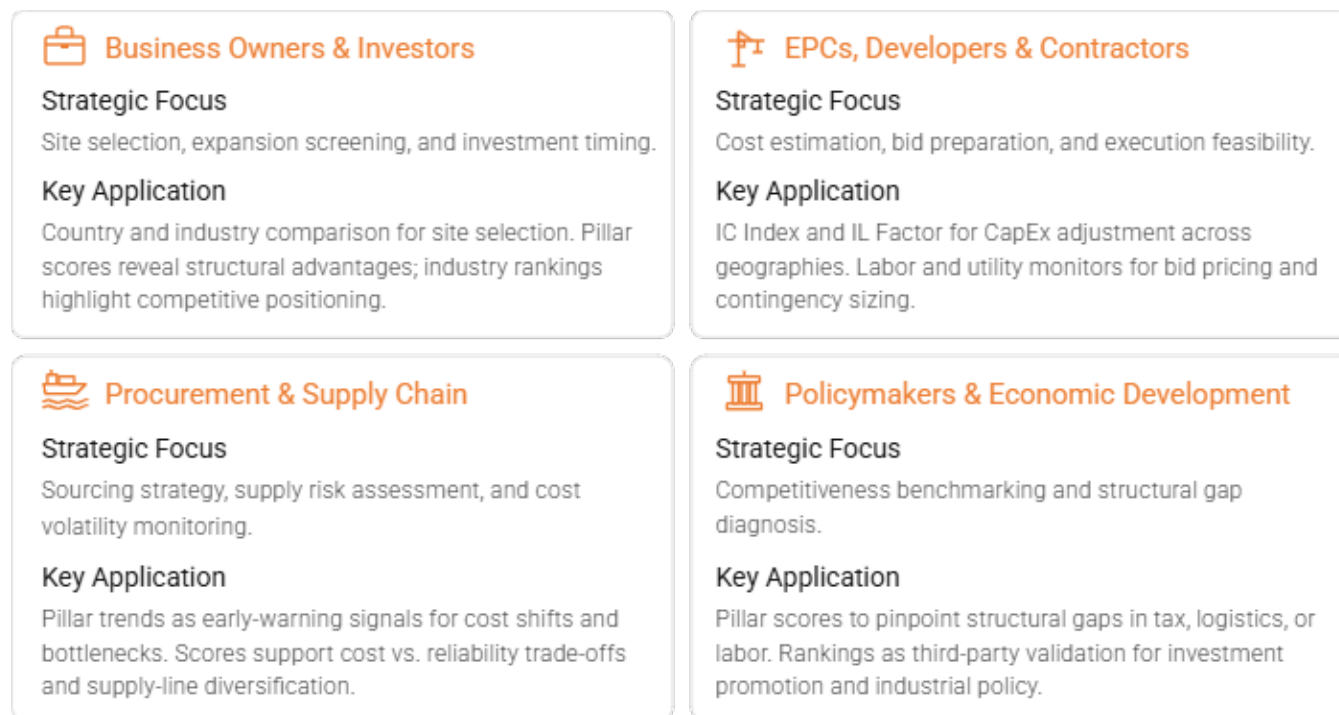 Business Owners & Investors
Strategic Focus
Site selection, expansion screening, and investment timing.
Key Application
Country and industry comparison for site selection. Pillar
scores reveal structural advantages; industry rankings
highlight competitive positioning.
EPCs, Developers & Contractors
Strategic Focus
Cost estimation, bid preparation, and execution feasibility.
Key Application
IC Index and IL Factor for CapEx adjustment across
geographies. Labor and utility monitors for bid pricing and
contingency sizing.
Procurement & Supply Chain
Strategic Focus
Sourcing strategy, supply risk assessment, and cost
volatility monitoring.
Key Application
Pillar trends as early-warning signals for cost shifts and
bottlenecks. Scores support cost vs. reliability trade-offs
and supply-line diversification.
Policymakers & Economic Development
Strategic Focus
Competitiveness benchmarking and structural gap
diagnosis.
Key Application
Pillar scores to pinpoint structural gaps in tax, logistics, or
labor. Rankings as third-party validation for investment
promotion and industrial policy.